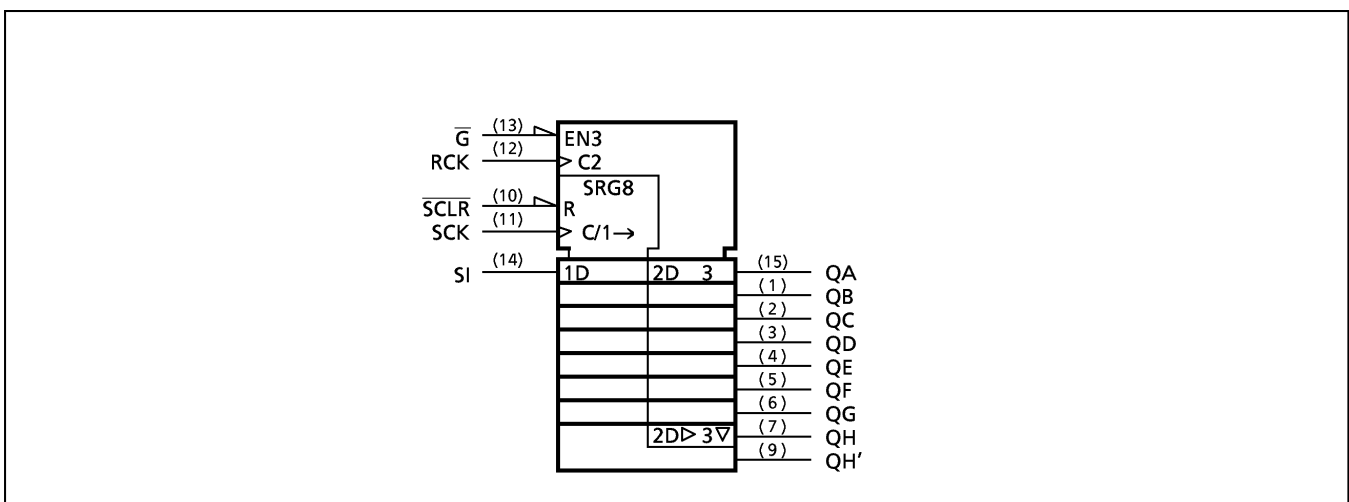 G̅ (13) EN3
RCK (12) C2
SRG8
S̅C̅L̅R̅ (10) R
SCK (11) C/1→
SI (14) 1D 2D 3 (15) QA
(1) QB
(2) QC
(3) QD
(4) QE
(5) QF
(6) QG
2D▷ 3▽ (7) QH
(9) QH′